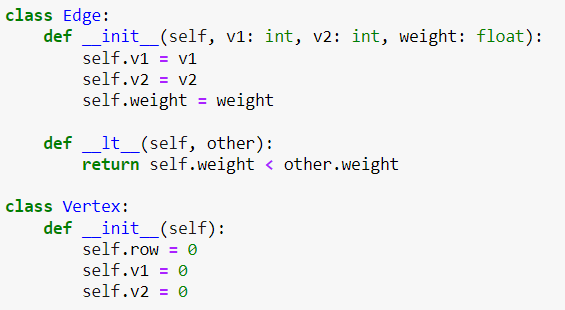 class Edge:
    def __init__(self, v1: int, v2: int, weight: float):
        self.v1 = v1
        self.v2 = v2
        self.weight = weight

    def __lt__(self, other):
        return self.weight < other.weight

class Vertex:
    def __init__(self):
        self.row = 0
        self.v1 = 0
        self.v2 = 0